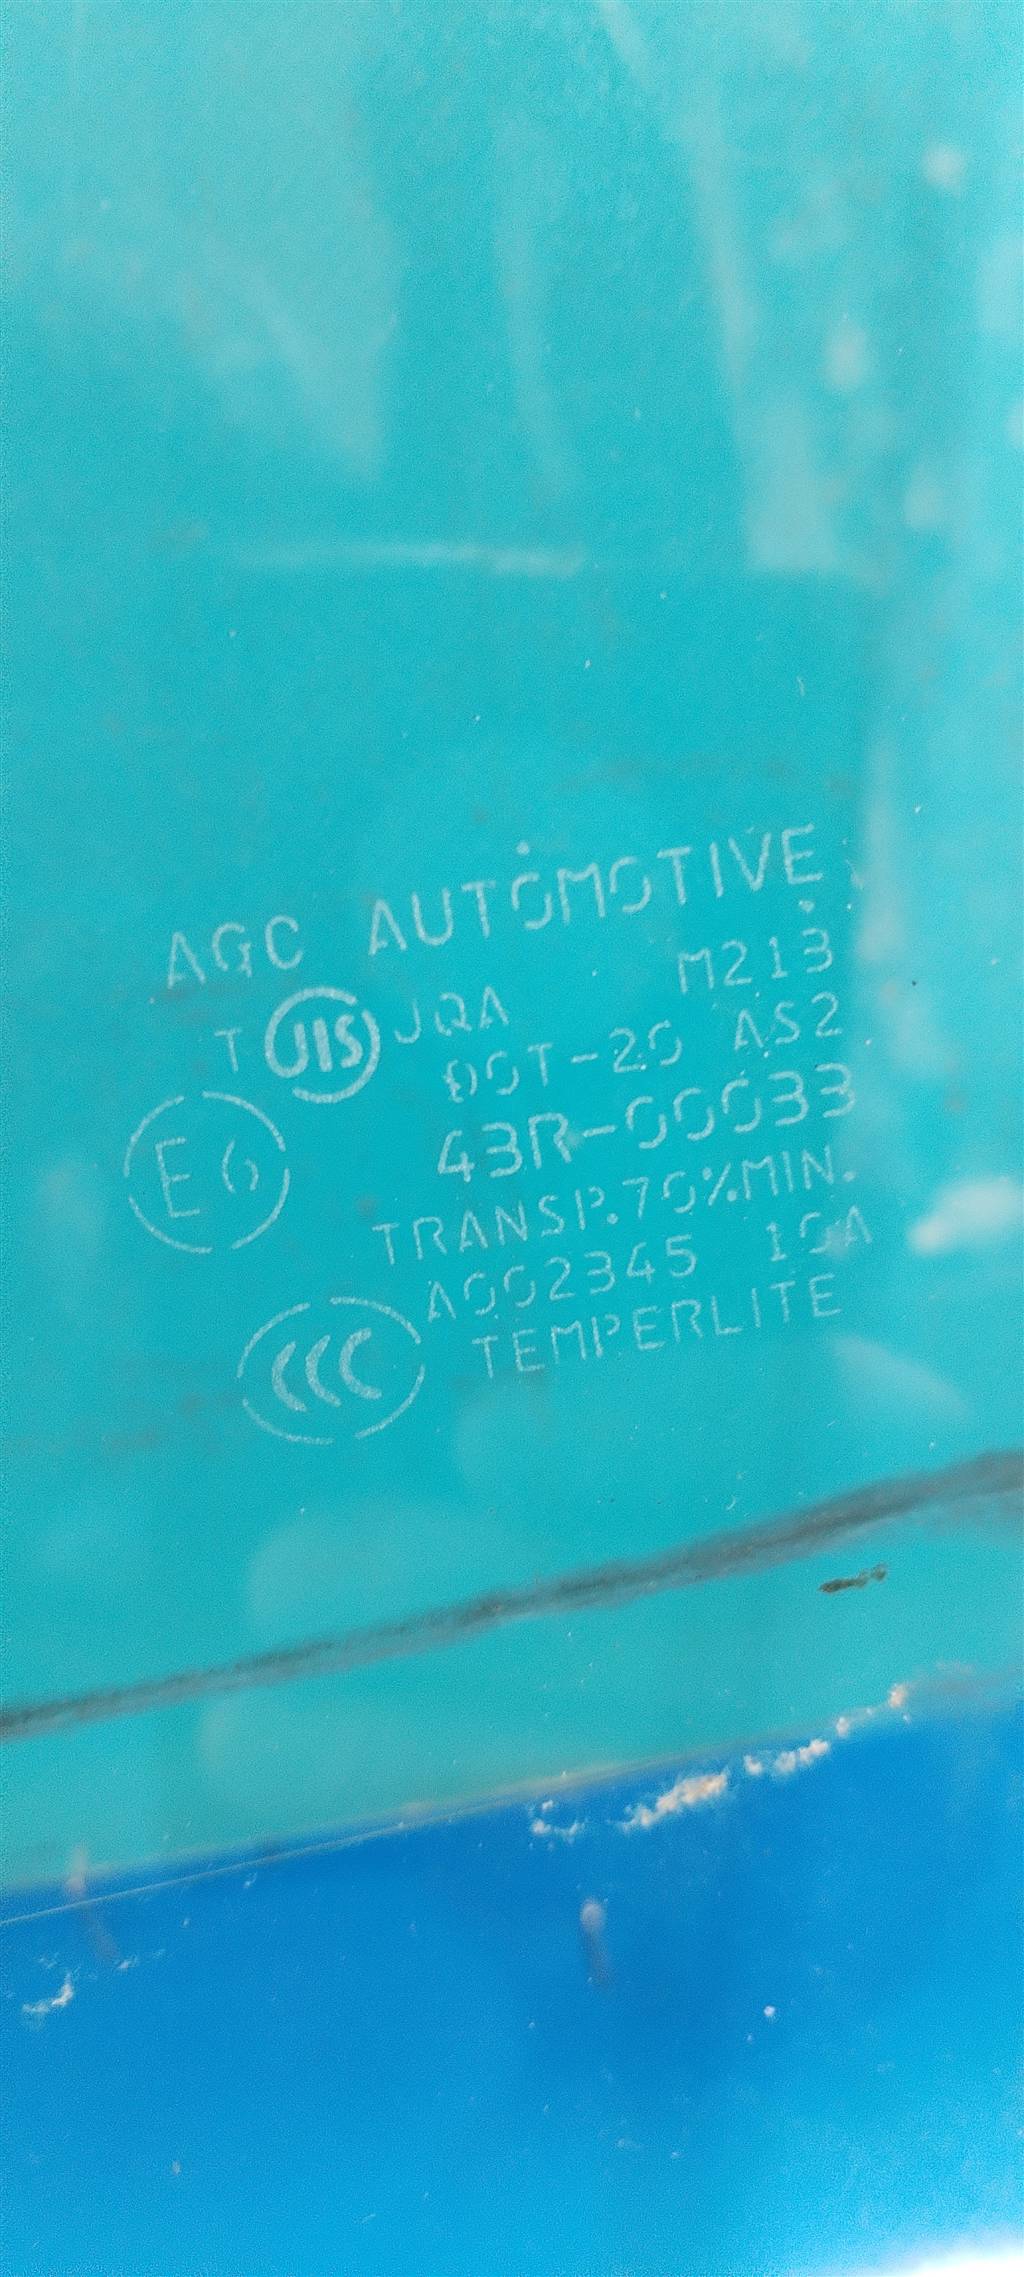 AGC AUTOMOTIVE
T JIS JQA M213
DOT-20 AS2
E6 43R-00033
TRANSP.70%MIN.
A002345 10A
CCC TEMPERLITE